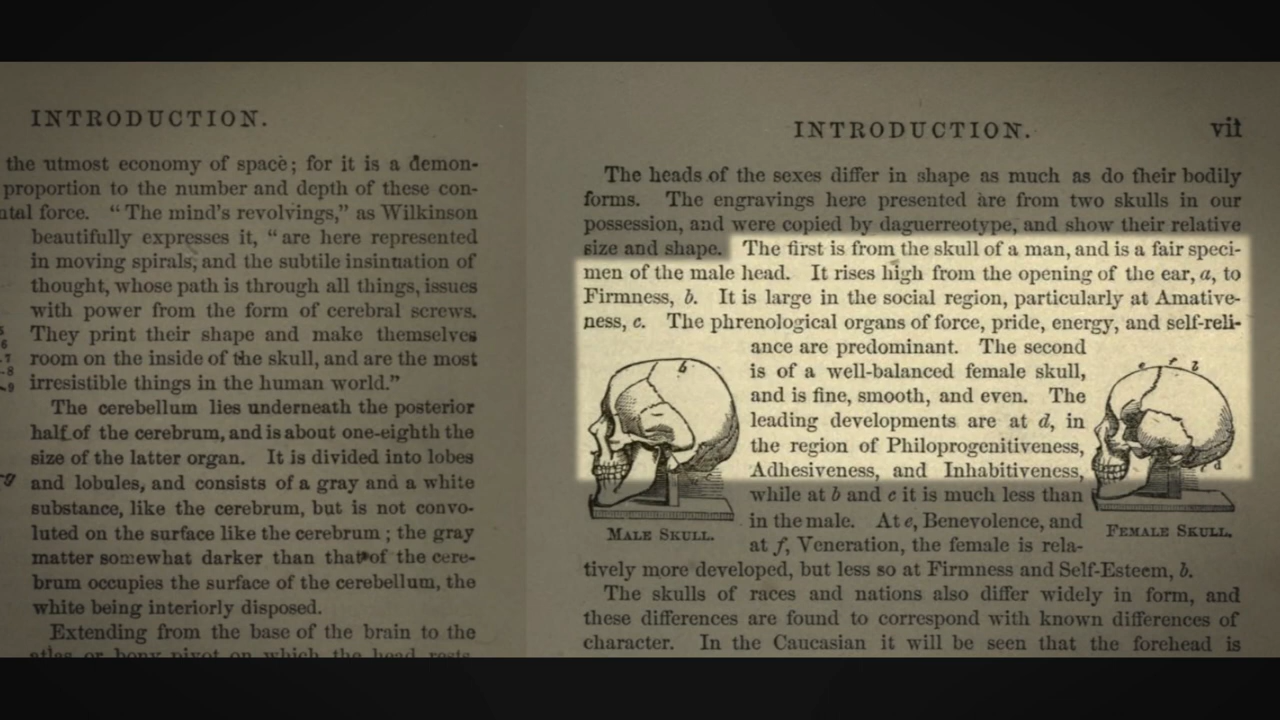 INTRODUCTION.
the utmost economy of space; for it is a demon-
proportion to the number and depth of these con-
ntal force. “The mind’s revolvings,” as Wilkinson
beautifully expresses it, “are here represented
in moving spirals, and the subtile insinuation of
thought, whose path is through all things, issues
with power from the form of cerebral screws.
They print their shape and make themselves
room on the inside of the skull, and are the most
irresistible things in the human world.”
The cerebellum lies underneath the posterior
half of the cerebrum, and is about one-eighth the
size of the latter organ. It is divided into lobes
and lobules, and consists of a gray and a white
substance, like the cerebrum, but is not convo-
luted on the surface like the cerebrum; the gray
matter somewhat darker than that of the cere-
brum occupies the surface of the cerebellum, the
white being interiorly disposed.
Extending from the base of the brain to the
atlas or bony pivot on which the head rests,
INTRODUCTION. vii
The heads of the sexes differ in shape as much as do their bodily
forms. The engravings here presented are from two skulls in our
possession, and were copied by daguerreotype, and show their relative
size and shape. The first is from the skull of a man, and is a fair speci-
men of the male head. It rises high from the opening of the ear, a, to
Firmness, b. It is large in the social region, particularly at Amative-
ness, c. The phrenological organs of force, pride, energy, and self-reli-
ance are predominant. The second
is of a well-balanced female skull,
and is fine, smooth, and even. The
leading developments are at d, in
the region of Philoprogenitiveness,
Adhesiveness, and Inhabitiveness,
while at b and c it is much less than
in the male. At e, Benevolence, and
at f, Veneration, the female is rela-
MALE SKULL.
FEMALE SKULL.
tively more developed, but less so at Firmness and Self-Esteem, b.
The skulls of races and nations also differ widely in form, and
these differences are found to correspond with known differences of
character. In the Caucasian it will be seen that the forehead is